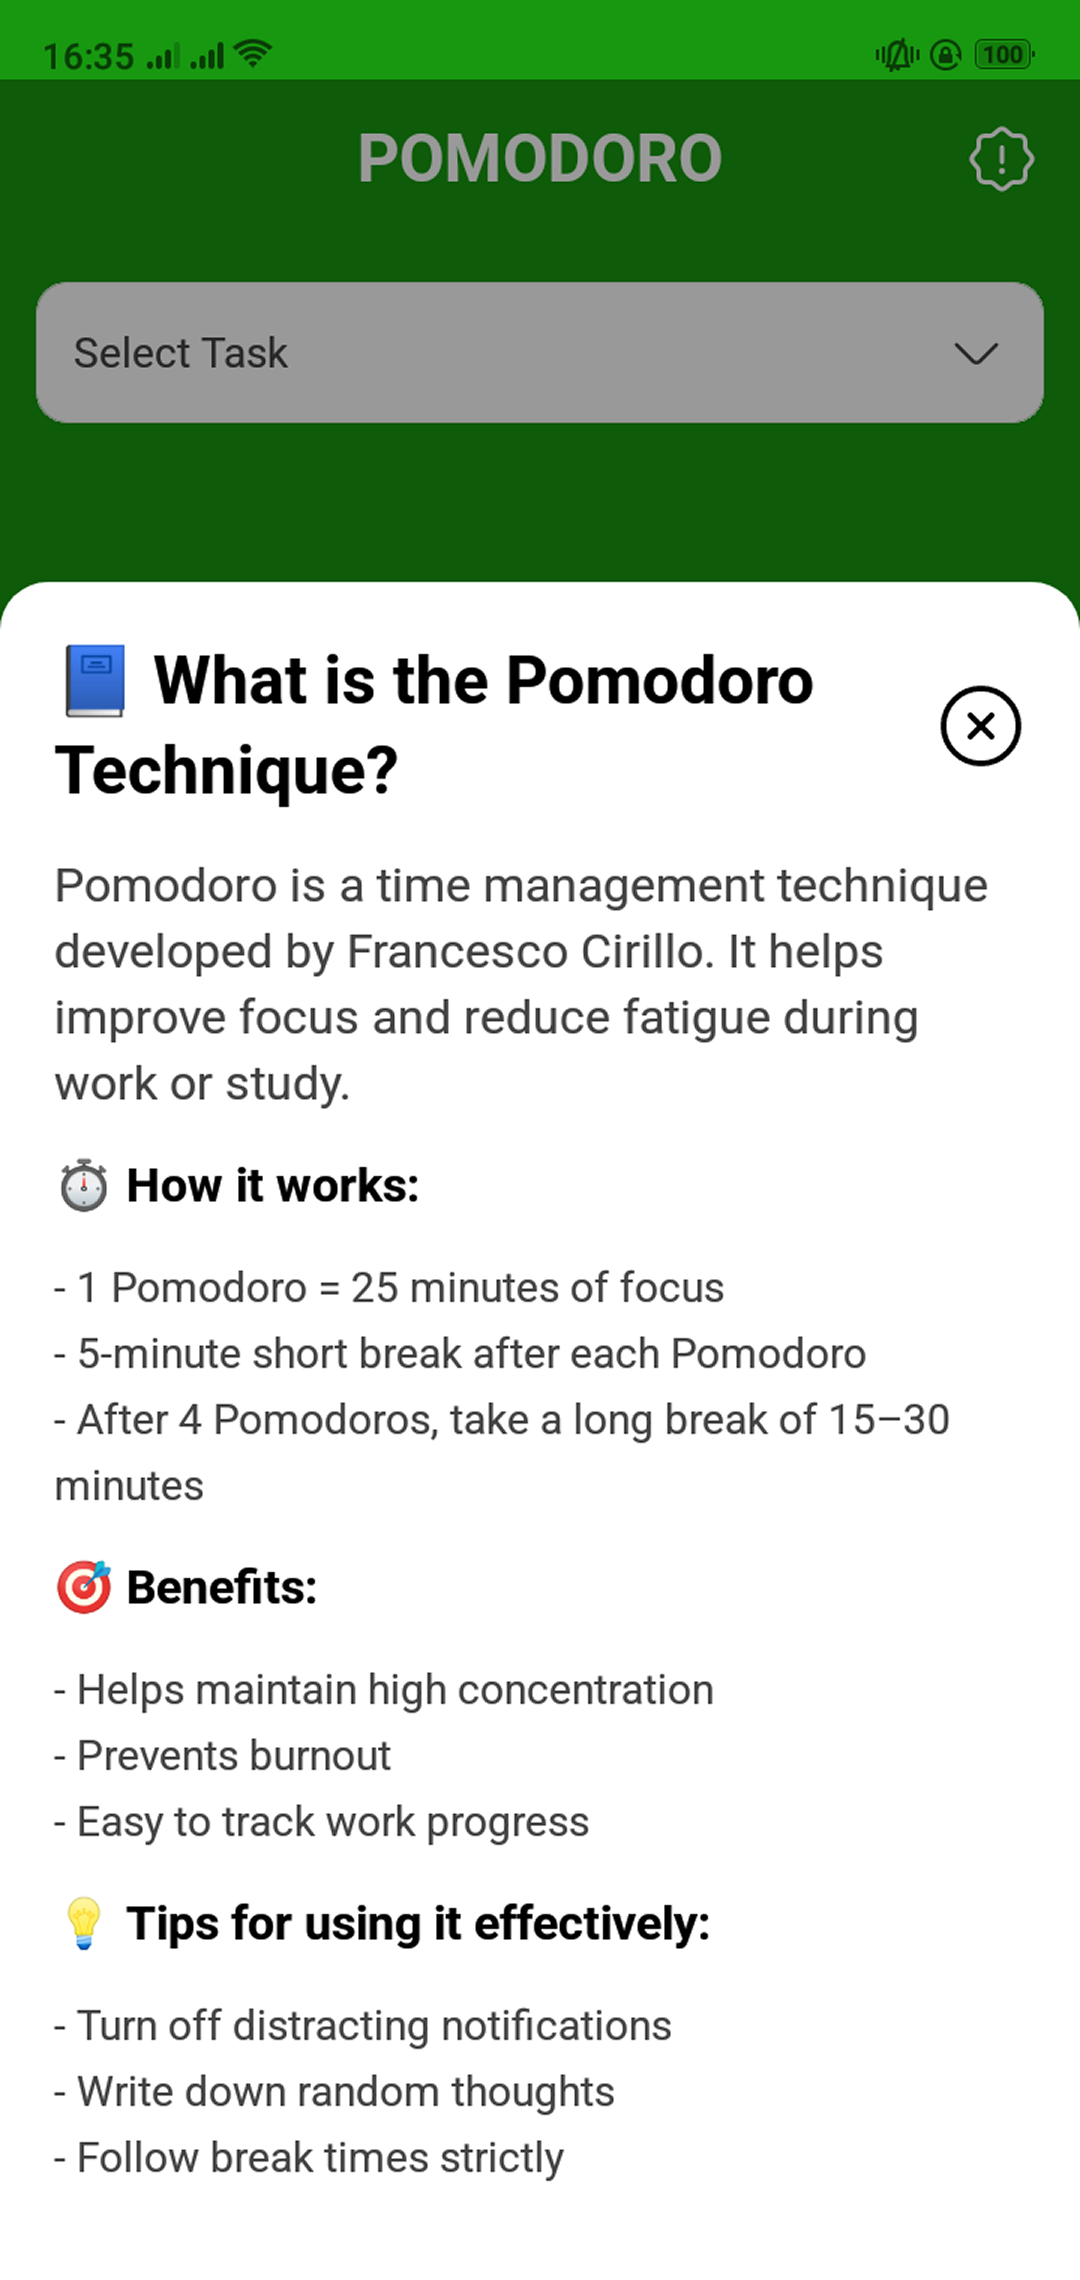 16:35
100
POMODORO
Select Task
What is the Pomodoro
Technique?
Pomodoro is a time management technique
developed by Francesco Cirillo. It helps
improve focus and reduce fatigue during
work or study.
How it works:
- 1 Pomodoro = 25 minutes of focus
- 5-minute short break after each Pomodoro
- After 4 Pomodoros, take a long break of 15–30
minutes
Benefits:
- Helps maintain high concentration
- Prevents burnout
- Easy to track work progress
Tips for using it effectively:
- Turn off distracting notifications
- Write down random thoughts
- Follow break times strictly